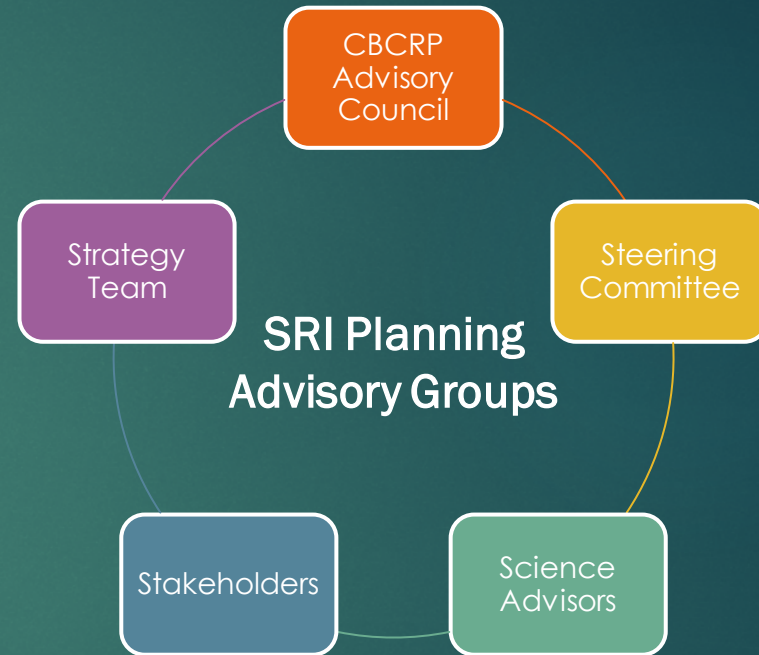 CBCRP
Advisory
Council
Strategy
Team
Steering
Committee
SRI Planning
Advisory Groups
Stakeholders
Science
Advisors